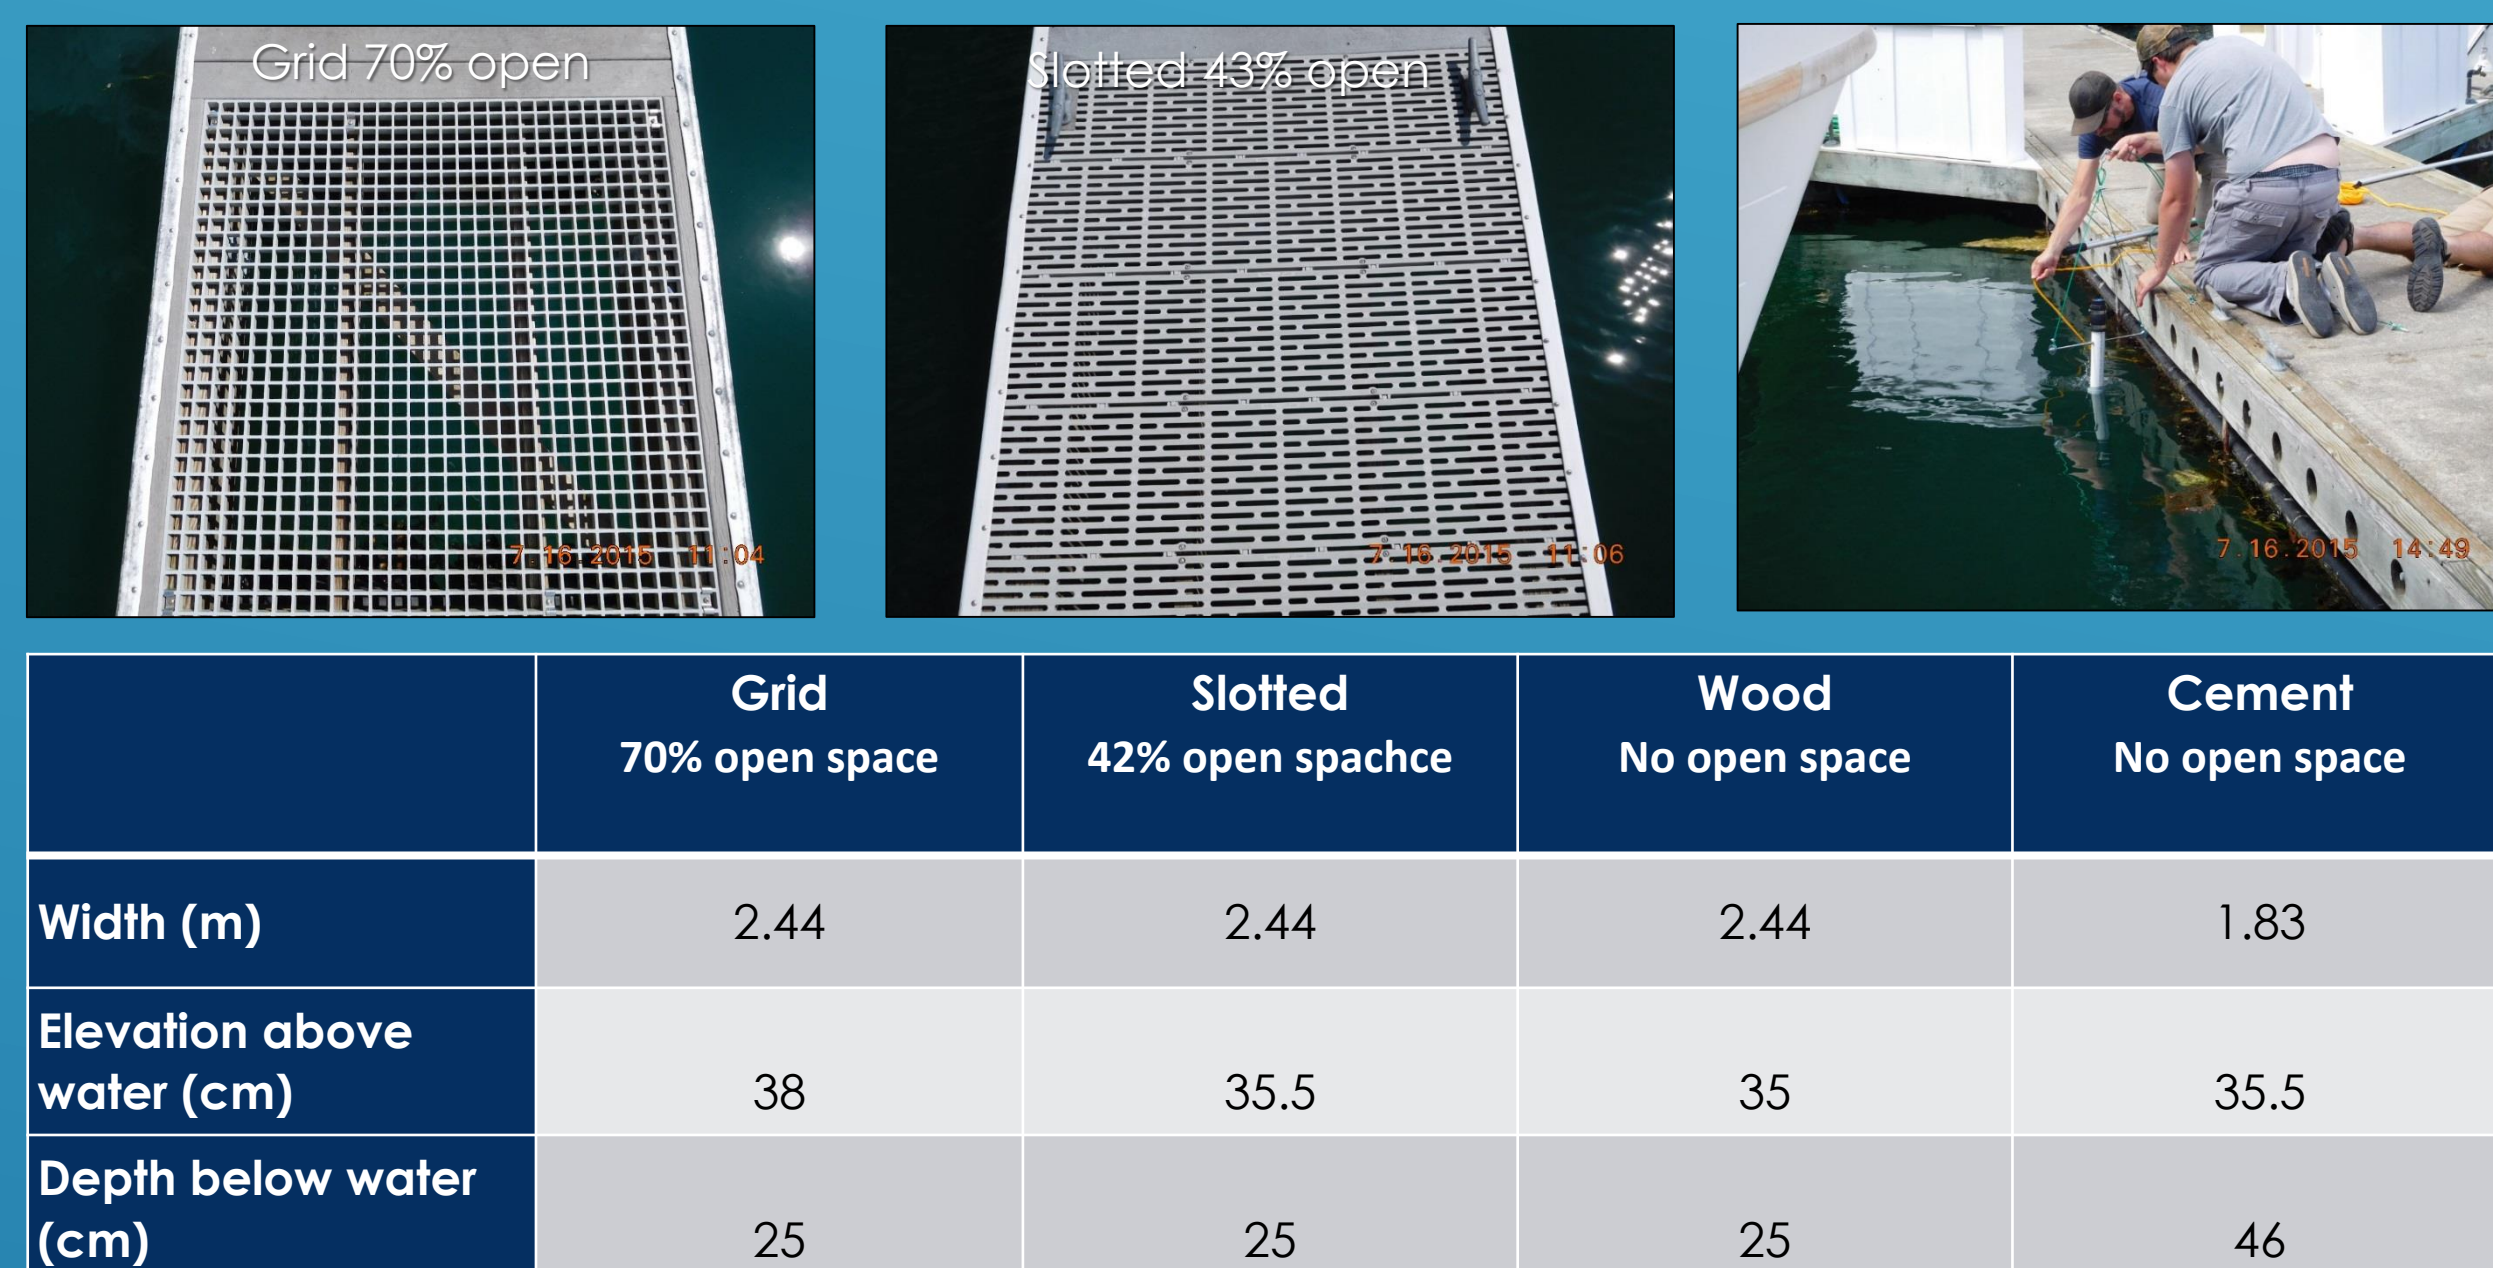 Grid 70% open
7.16.2015 11:04
Slotted 43% open
7.16.2015 11:06
7.16.2015 14:49
Grid
70% open space
Slotted
42% open spachce
Wood
No open space
Cement
No open space
Width (m)
2.44
2.44
2.44
1.83
Elevation above
water (cm)
38
35.5
35
35.5
Depth below water
(cm)
25
25
25
46